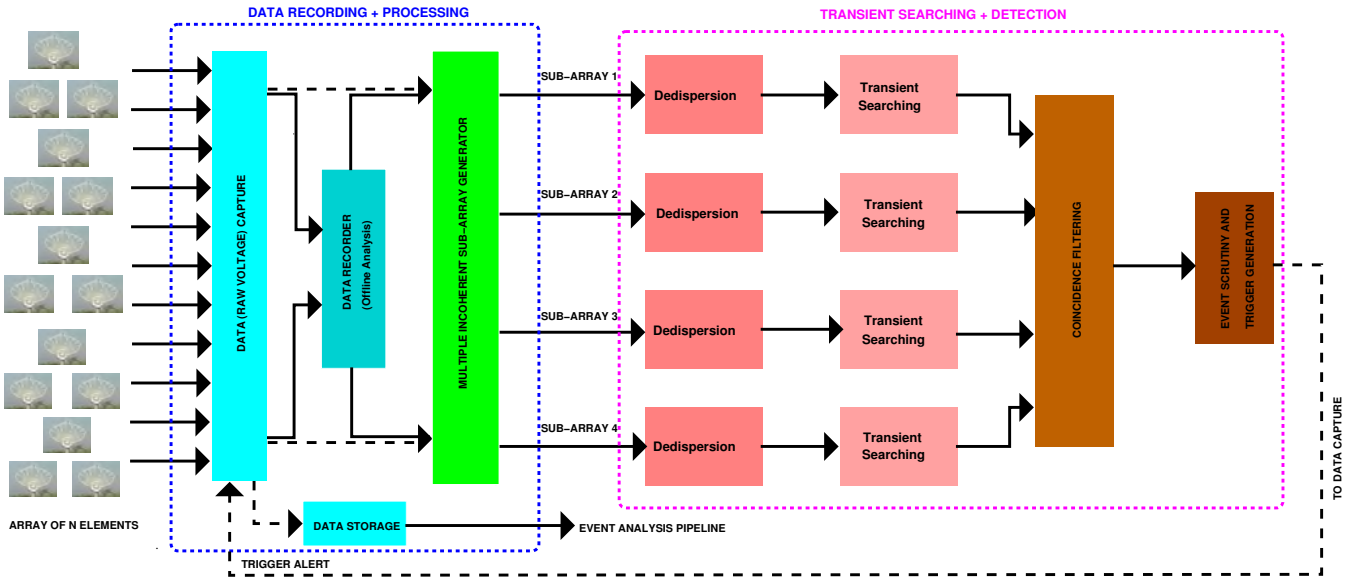 DATA RECORDING + PROCESSING
TRANSIENT SEARCHING + DETECTION
DATA (RAW VOLTAGE) CAPTURE
DATA RECORDER
(Offline Analysis)
MULTIPLE INCOHERENT SUB-ARRAY GENERATOR
SUB-ARRAY 1
Dedispersion
Transient
Searching
SUB-ARRAY 2
Dedispersion
Transient
Searching
SUB-ARRAY 3
Dedispersion
Transient
Searching
SUB-ARRAY 4
Dedispersion
Transient
Searching
COINCIDENCE FILTERING
EVENT SCRUTINY AND
TRIGGER GENERATION
TO DATA CAPTURE
ARRAY OF N ELEMENTS
DATA STORAGE
EVENT ANALYSIS PIPELINE
TRIGGER ALERT